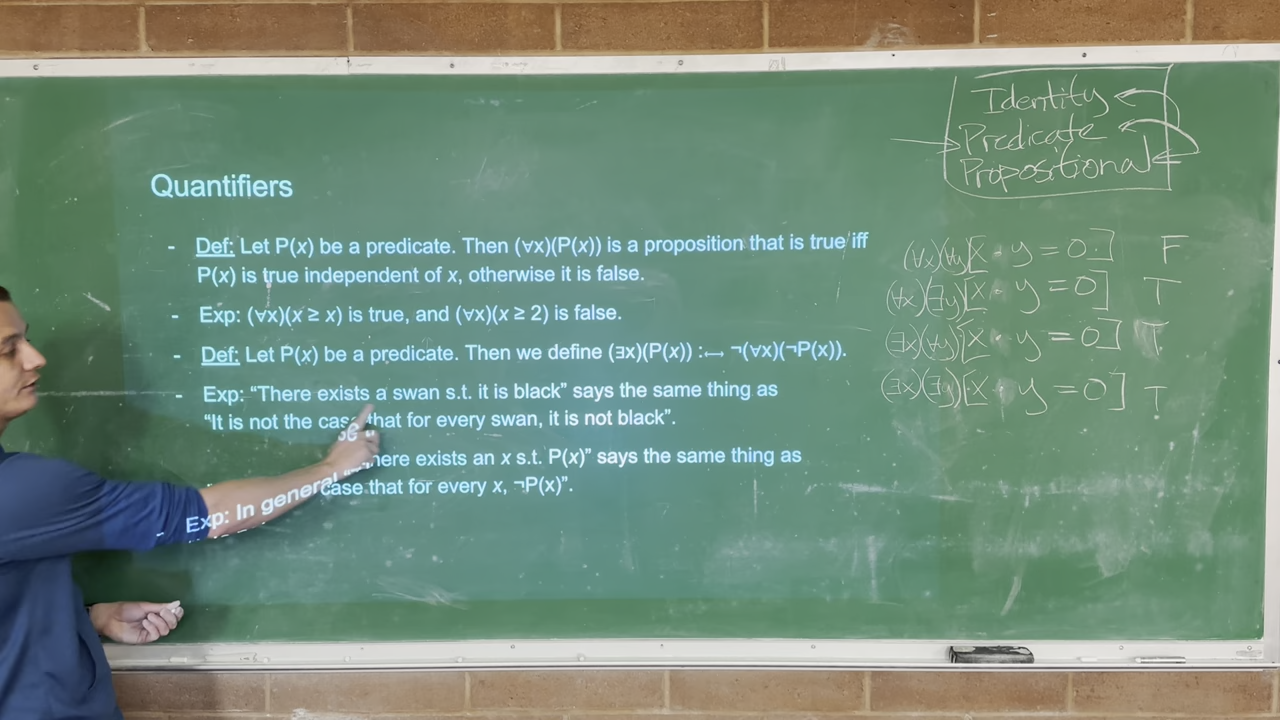 Quantifiers
- Def: Let P(x) be a predicate. Then (∀x)(P(x)) is a proposition that is true iff
P(x) is true independent of x, otherwise it is false.
- Exp: (∀x)(x ≥ x) is true, and (∀x)(x ≥ 2) is false.
- Def: Let P(x) be a predicate. Then we define (∃x)(P(x)) :⟷ ¬(∀x)(¬P(x)).
- Exp: “There exists a swan s.t. it is black” says the same thing as
“It is not the case that for every swan, it is not black”.
- Exp: In general “There exists an x s.t. P(x)” says the same thing as
case that for every x, ¬P(x)”.
Identity
Predicate
Propositional
(∀x)(∀y)[x · y = 0.] F
(∀x)(∃y)[x · y = 0] T
(∃x)(∀y)[x · y = 0] T.
(∃x)(∃y)[x · y = 0] T